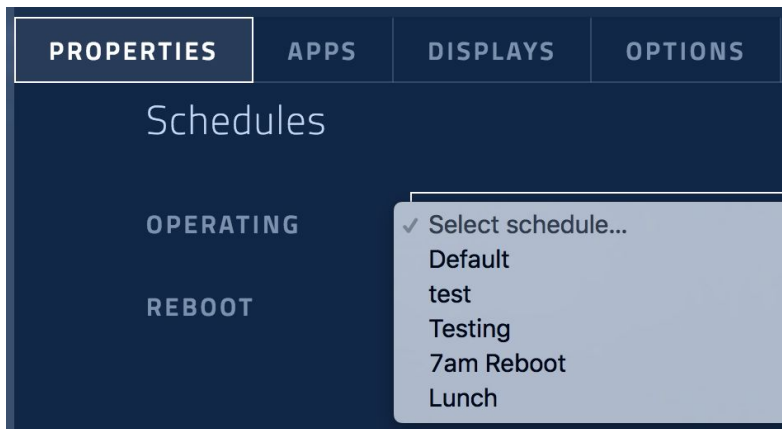 PROPERTIES APPS DISPLAYS OPTIONS
Schedules
OPERATING
✓ Select schedule...
Default
test
REBOOT
Testing
7am Reboot
Lunch